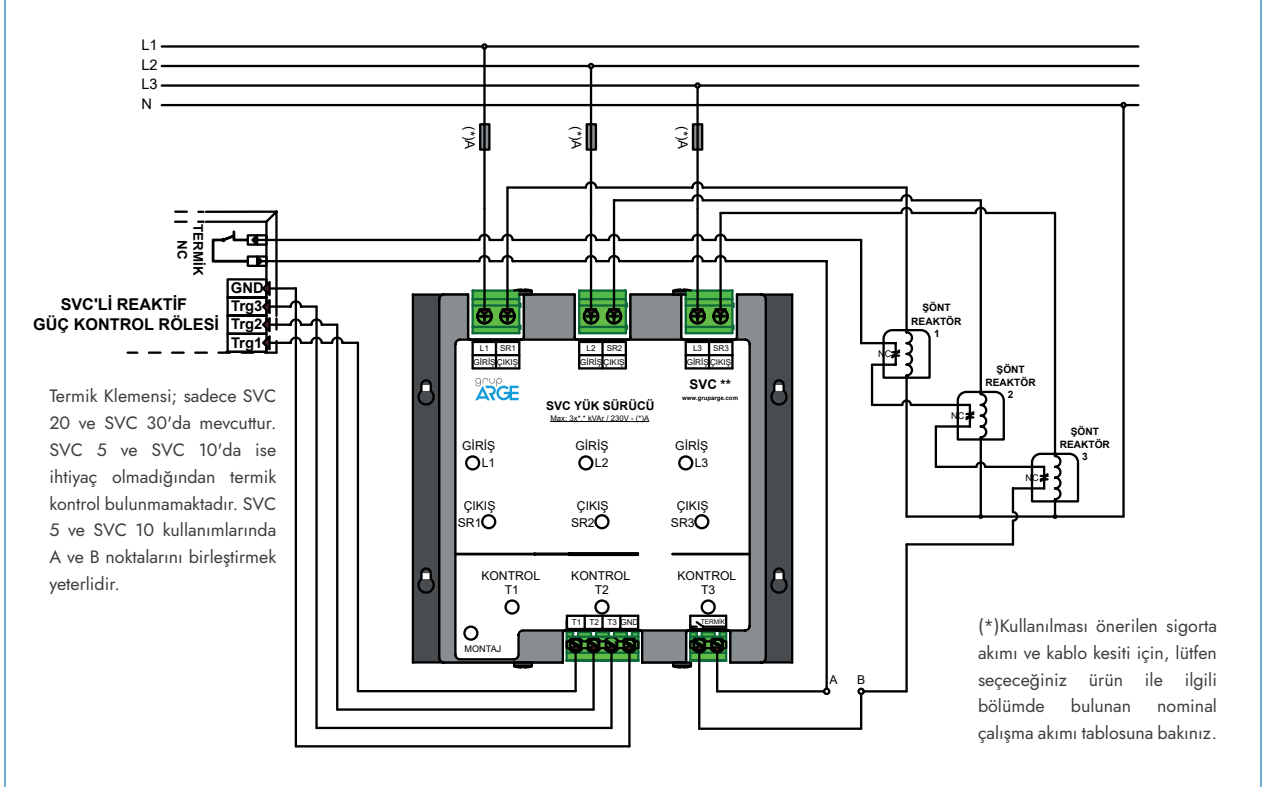 L1
L2
L3
N
(*)A
(*)A
(*)A
TERMİK
NC
GND
Trg3
Trg2
Trg1
SVC'Lİ REAKTİF
GÜÇ KONTROL RÖLESİ
Termik Klemensi; sadece SVC
20 ve SVC 30'da mevcuttur.
SVC 5 ve SVC 10'da ise
ihtiyaç olmadığından termik
kontrol bulunmamaktadır. SVC
5 ve SVC 10 kullanımlarında
A ve B noktalarını birleştirmek
yeterlidir.
L1 SR1
GİRİŞ ÇIKIŞ
L2 SR2
GİRİŞ ÇIKIŞ
L3 SR3
GİRİŞ ÇIKIŞ
grup
ARGE
SVC **
www.gruparge.com
SVC YÜK SÜRÜCÜ
Max: 3x*.* kVAr / 230V - (*)A
GİRİŞ
L1
GİRİŞ
L2
GİRİŞ
L3
ÇIKIŞ
SR1
ÇIKIŞ
SR2
ÇIKIŞ
SR3
KONTROL
T1
KONTROL
T2
KONTROL
T3
T1 T2 T3 GND
TERMİK
MONTAJ
ŞÖNT
REAKTÖR
1
NC
ŞÖNT
REAKTÖR
2
NC
ŞÖNT
REAKTÖR
3
NC
A
B
(*)Kullanılması önerilen sigorta
akımı ve kablo kesiti için, lütfen
seçeceğiniz ürün ile ilgili
bölümde bulunan nominal
çalışma akımı tablosuna bakınız.